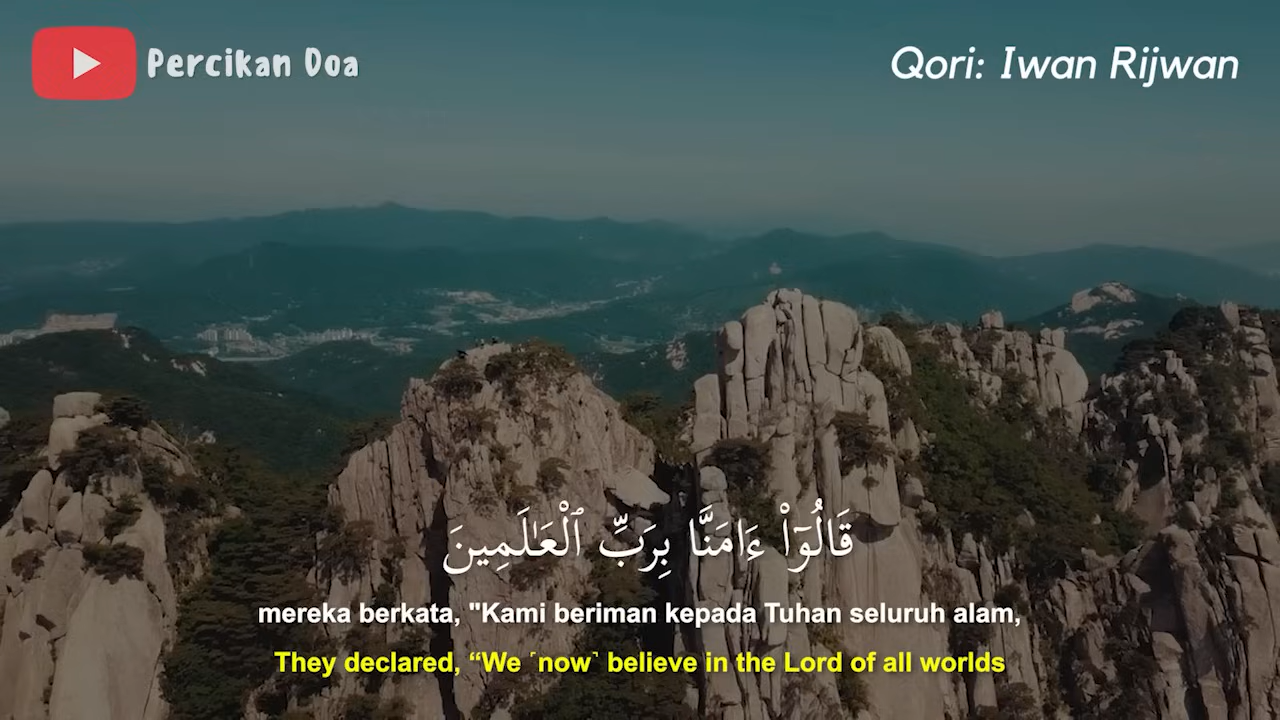 Percikan Doa
Qori: Iwan Rijwan
قَالُوٓا۟ ءَامَنَّا بِرَبِّ ٱلْعَـٰلَمِينَ
mereka berkata, "Kami beriman kepada Tuhan seluruh alam,
They declared, “We ˹now˺ believe in the Lord of all worlds